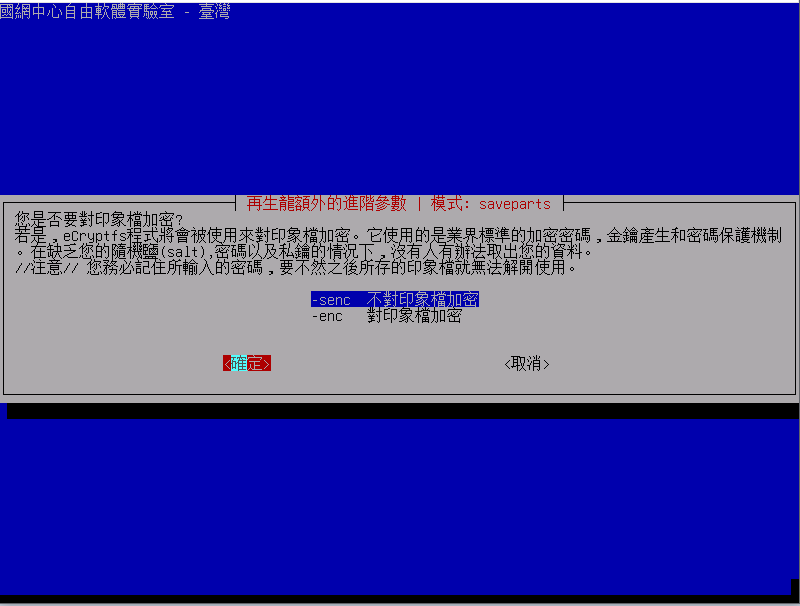 國網中心自由軟體實驗室 - 臺灣
再生龍額外的進階參數 | 模式: saveparts
您是否要對印象檔加密?
若是，eCryptfs程式將會被使用來對印象檔加密。它使用的是業界標準的加密密碼，金鑰產生和密碼保護機制
。在缺乏您的隨機鹽(salt),密碼以及私鑰的情況下，沒有人有辦法取出您的資料。
//注意// 您務必記住所輸入的密碼，要不然之後所存的印象檔就無法解開使用。
-senc 不對印象檔加密
-enc 對印象檔加密
<確定> <取消>